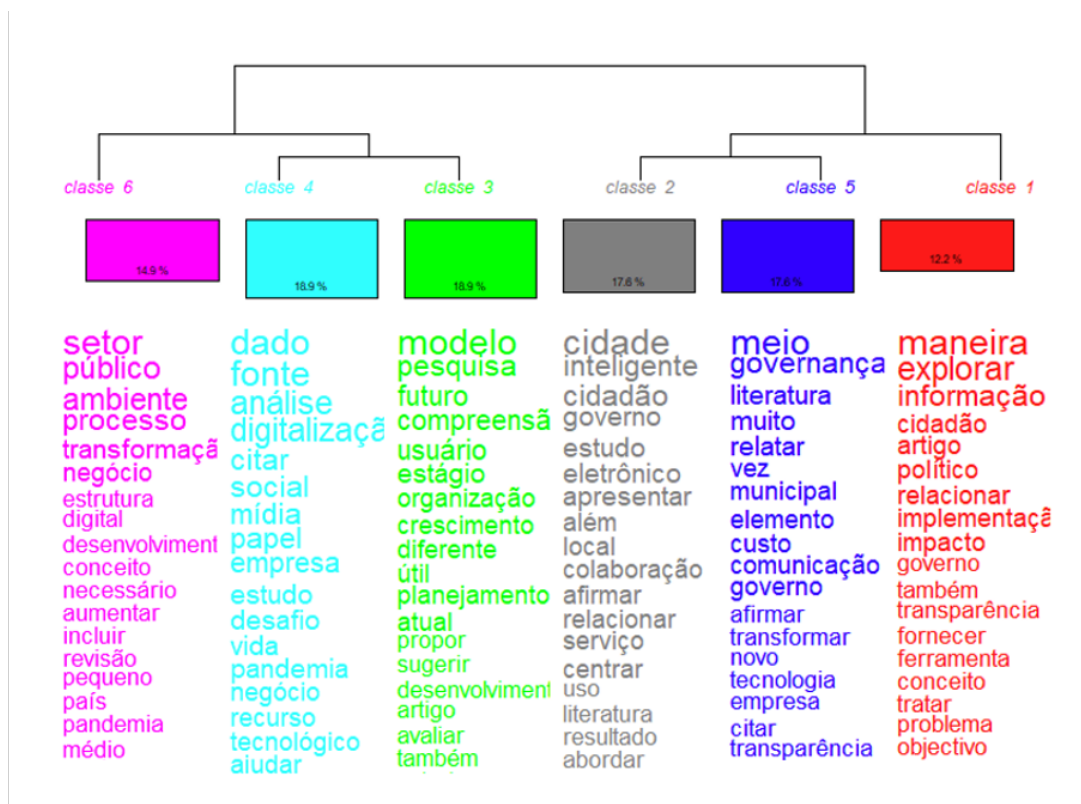 classe 6
classe 4
classe 3
classe 2
classe 5
classe 1
14.9 %
18.9 %
18.9 %
17.6 %
17.6 %
12.2 %
setor
público
ambiente
processo
transformaçã
negócio
estrutura
digital
desenvolviment
conceito
necessário
aumentar
incluir
revisão
pequeno
país
pandemia
médio
dado
fonte
análise
digitalizaçã
citar
social
mídia
papel
empresa
estudo
desafio
vida
pandemia
negócio
recurso
tecnológico
aiudar
modelo
pesquisa
futuro
compreensã
usuário
estágio
organização
crescimento
diferente
útil
planejamento
atual
propor
sugerir
desenvolviment
artigo
avaliar
também
cidade
inteligente
cidadão
governo
estudo
eletrônico
apresentar
além
local
colaboração
afirmar
relacionar
serviço
centrar
uso
literatura
resultado
abordar
meio
governança
literatura
muito
relatar
vez
municipal
elemento
custo
comunicação
governo
afirmar
transformar
novo
tecnologia
empresa
citar
transparência
maneira
explorar
informação
cidadão
artigo
político
relacionar
implementaçã
impacto
governo
também
transparência
fornecer
ferramenta
conceito
tratar
problema
objectivo